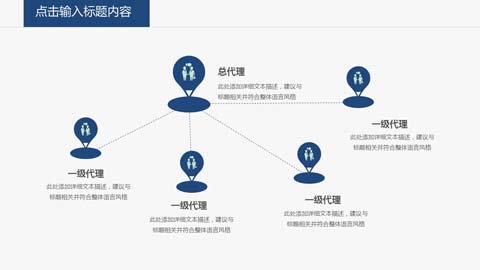 点击输入标题内容
总代理
此处添加详细文本描述，建议与
标题相关并符合整体语言风格
一级代理
一级代理
此处添加详细文本描述，建议与
标题相关并符合整体语言风格
此处添加详细文本描述，建议与
标题相关并符合整体语言风格
一级代理
此处添加详细文本描述，建议与
标题相关并符合整体语言风格
一级代理
此处添加详细文本描述，建议与
标题相关并符合整体语言风格